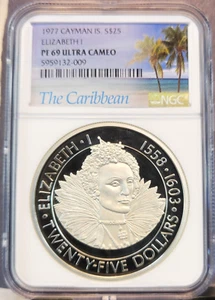 1977 CAYMAN IS. S$25
ELIZABETH I
PF 69 ULTRA CAMEO
3959132-009
NGC
The Caribbean
ELIZABETH · I
1558 · 1603
TWENTY-FIVE DOLLARS